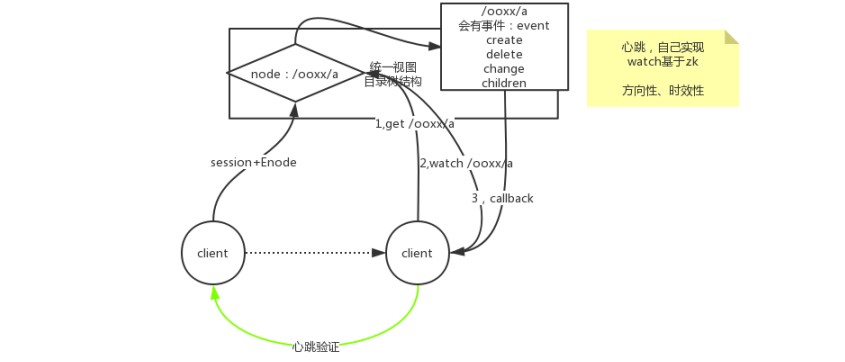 /ooxx/a
会有事件：event
create
delete
change
children
node：/ooxx/a
统一视图
目录树结构
心跳，自己实现
watch基于zk
方向性、时效性
1,get /ooxx/a
session+Enode
2,watch /ooxx/a
3，callback
client
client
心跳验证